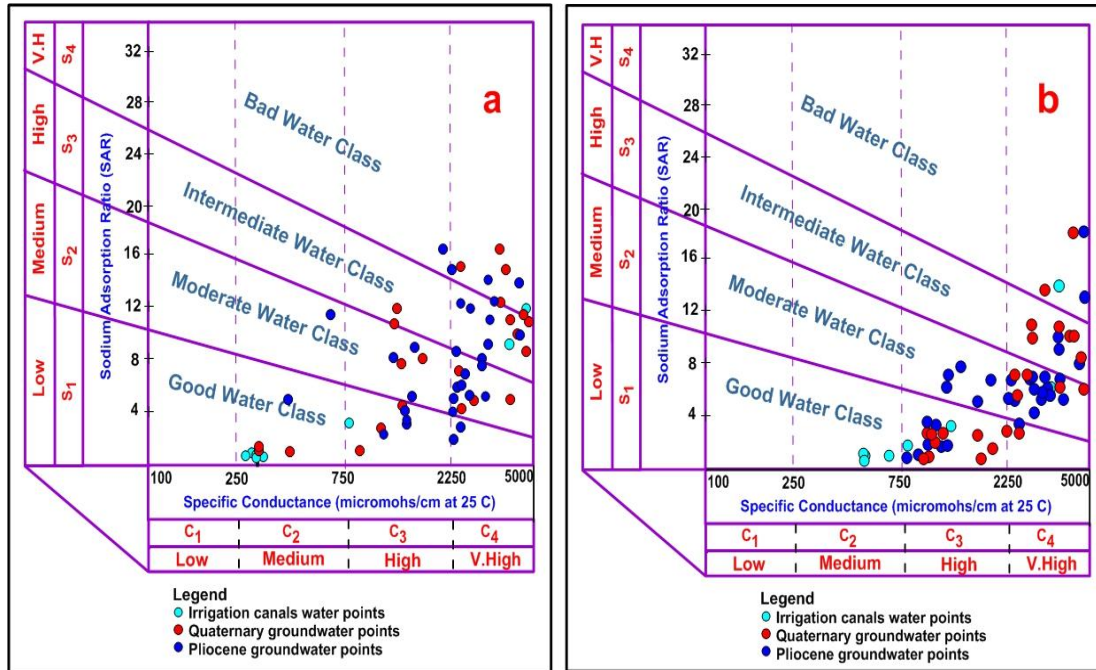 a
V.H
High
Medium
Low
S4
S3
S2
S1
Sodium Adsorption Ratio (SAR)
32
28
24
20
16
12
8
4
Bad Water Class
Intermediate Water Class
Moderate Water Class
Good Water Class
100 250 750 2250 5000
Specific Conductance (micromohs/cm at 25 C)
C1 C2 C3 C4
Low Medium High V.High
Legend
Irrigation canals water points
Quaternary groundwater points
Pliocene groundwater points
b
V.H
High
Medium
Low
S4
S3
S2
S1
Sodium Adsorption Ratio (SAR)
32
28
24
20
16
12
8
4
Bad Water Class
Intermediate Water Class
Moderate Water Class
Good Water Class
100 250 750 2250 5000
Specific Conductance (micromohs/cm at 25 C)
C1 C2 C3 C4
Low Medium High V.High
Legend
Irrigation canals water points
Quaternary groundwater points
Pliocene groundwater points